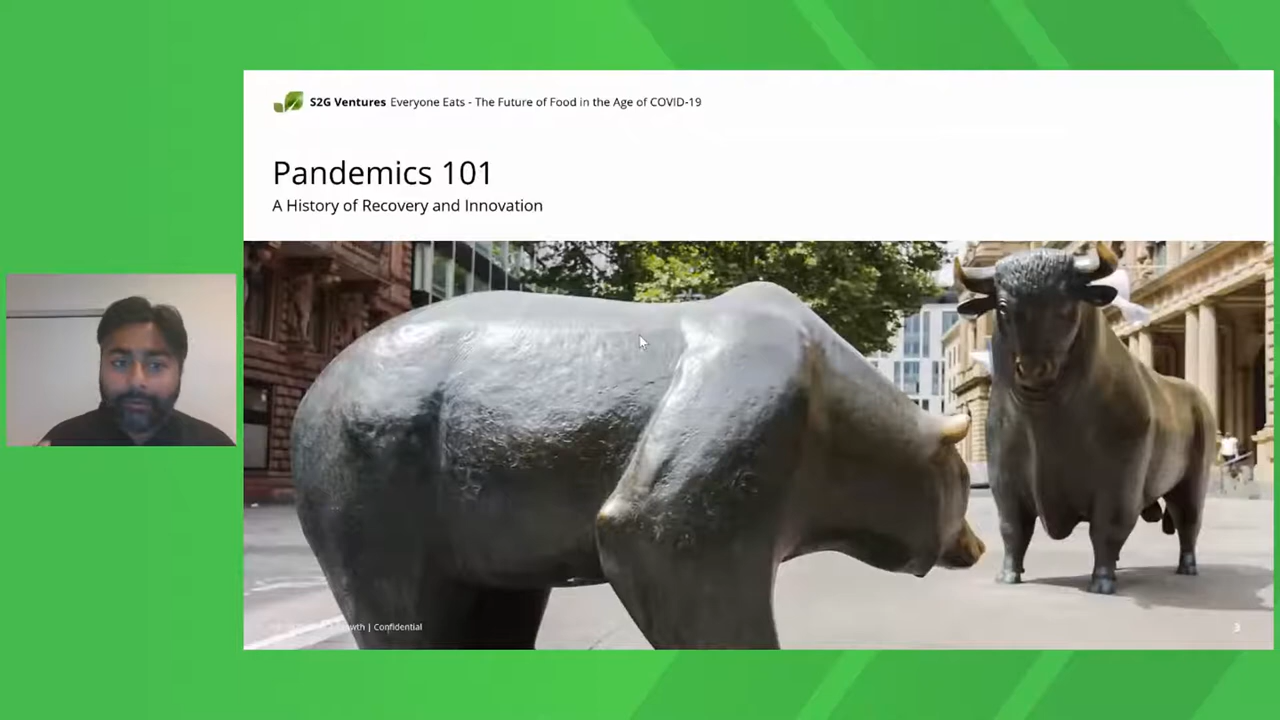 S2G Ventures Everyone Eats - The Future of Food in the Age of COVID-19
Pandemics 101
A History of Recovery and Innovation
| Confidential
3